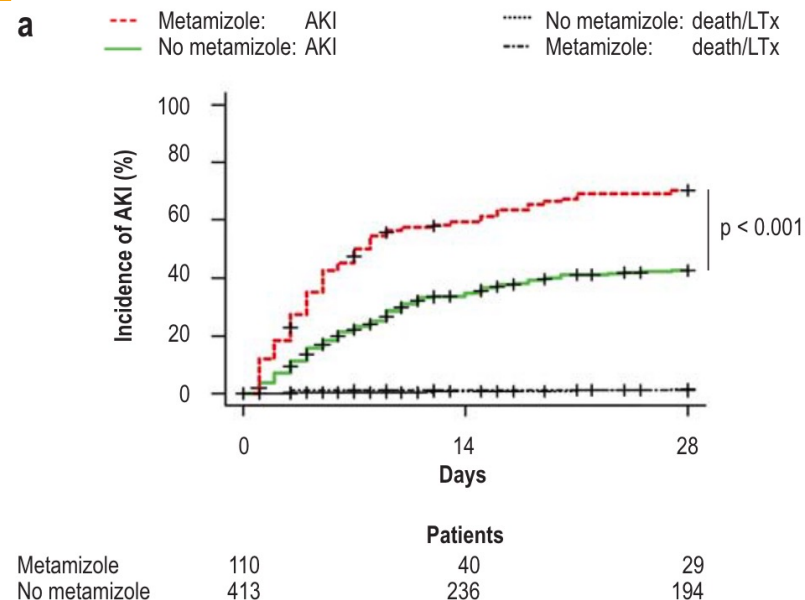 a
Metamizole: AKI
No metamizole: AKI
No metamizole: death/LTx
Metamizole: death/LTx
Incidence of AKI (%)
100
80
60
40
20
0
p < 0.001
0 14 28
Days
Patients
Metamizole 110 40 29
No metamizole 413 236 194